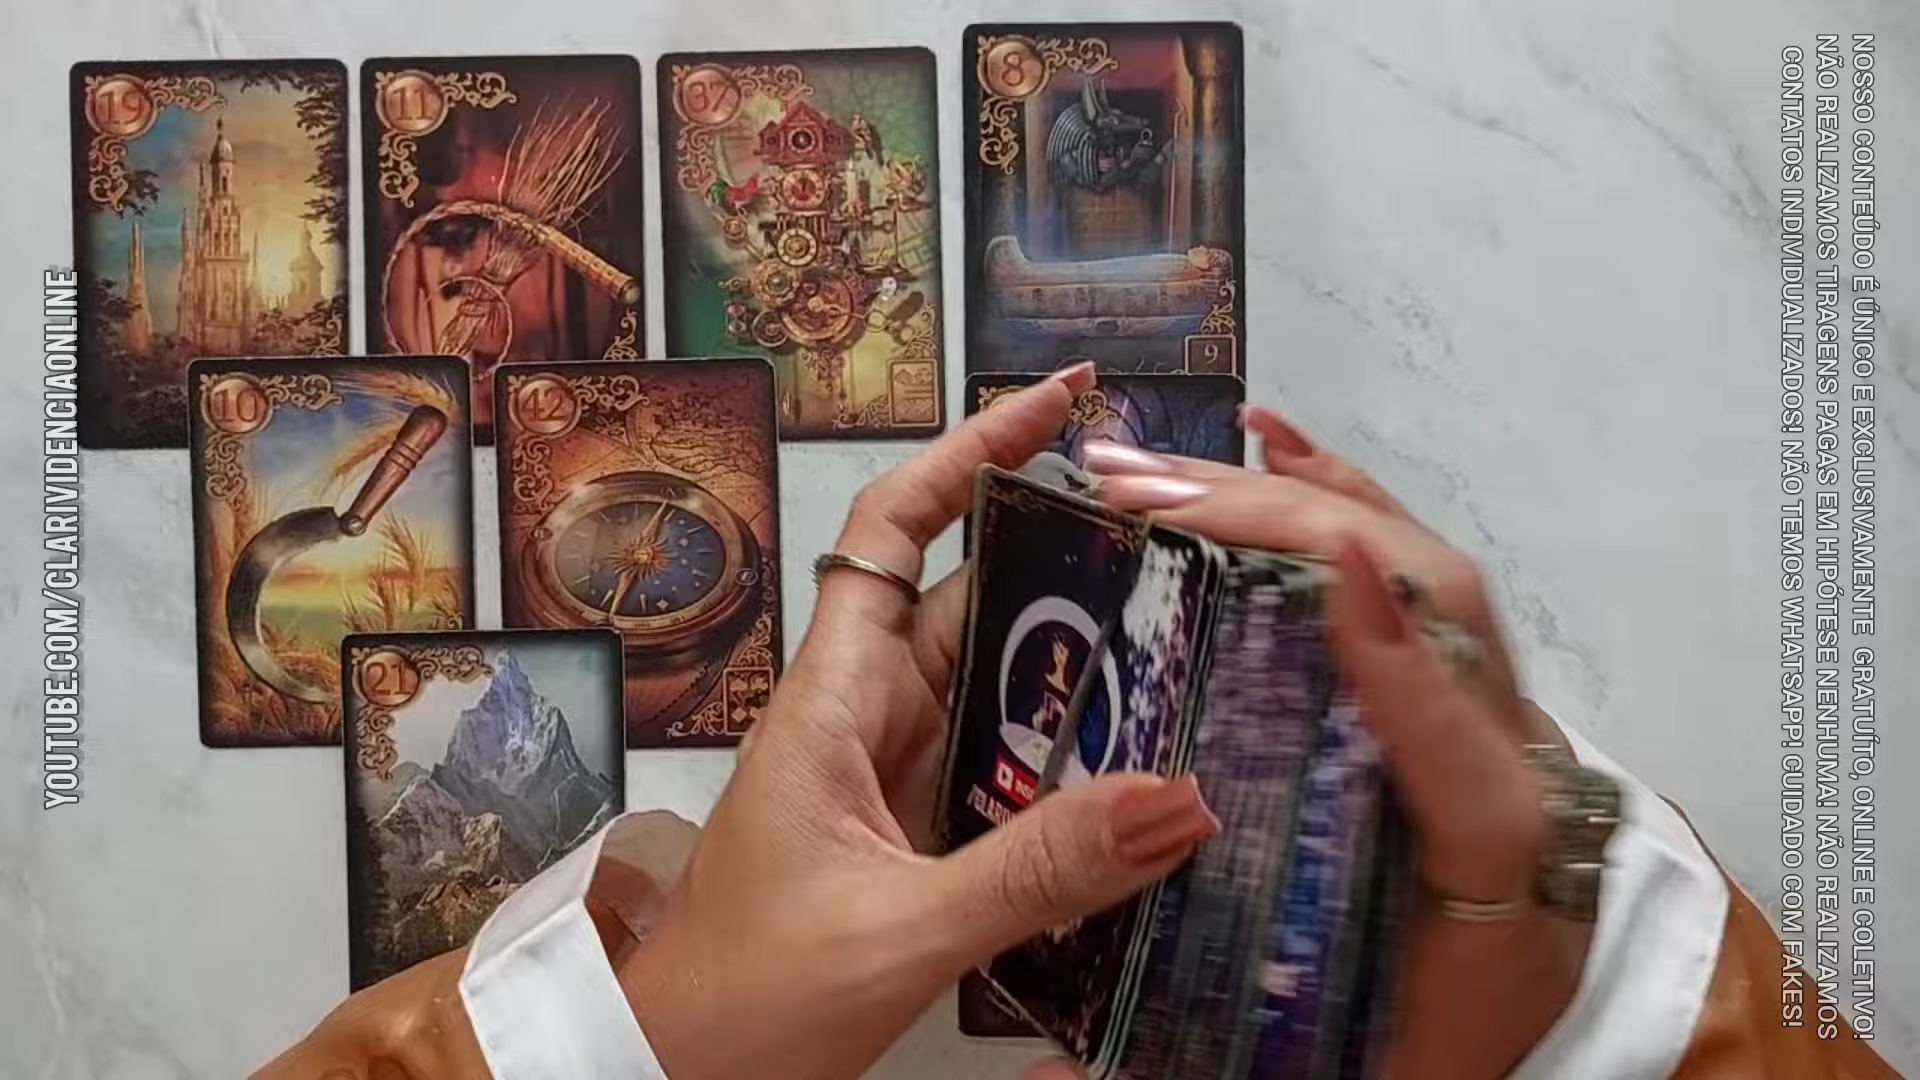 19
11
37
8
9
10
42
21
YOUTUBE.COM/CLARIVIDENCIAONLINE
NOSSO CONTEÚDO É ÚNICO E EXCLUSIVAMENTE GRATUÍTO, ONLINE E COLETIVO!
NÃO REALIZAMOS TIRAGENS PAGAS EM HIPÓTESE NENHUMA! NÃO REALIZAMOS
CONTATOS INDIVIDUALIZADOS! NÃO TEMOS WHATSAPP! CUIDADO COM FAKES!